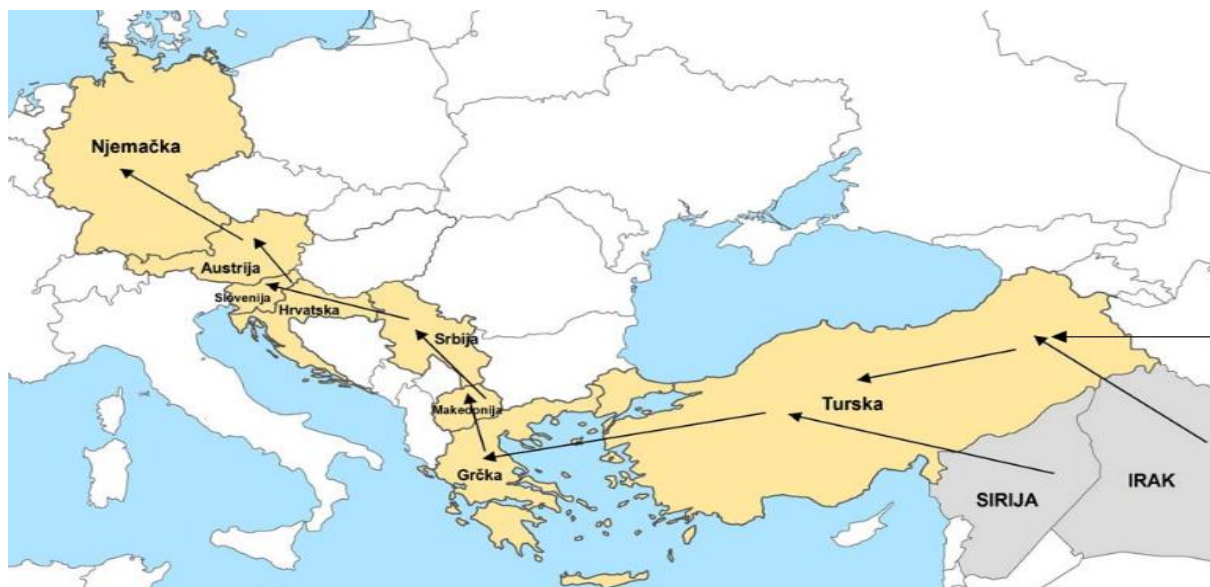 Njemačka
Austrija
Slovenija
Hrvatska
Srbija
Makedonija
Grčka
Turska
SIRIJA
IRAK